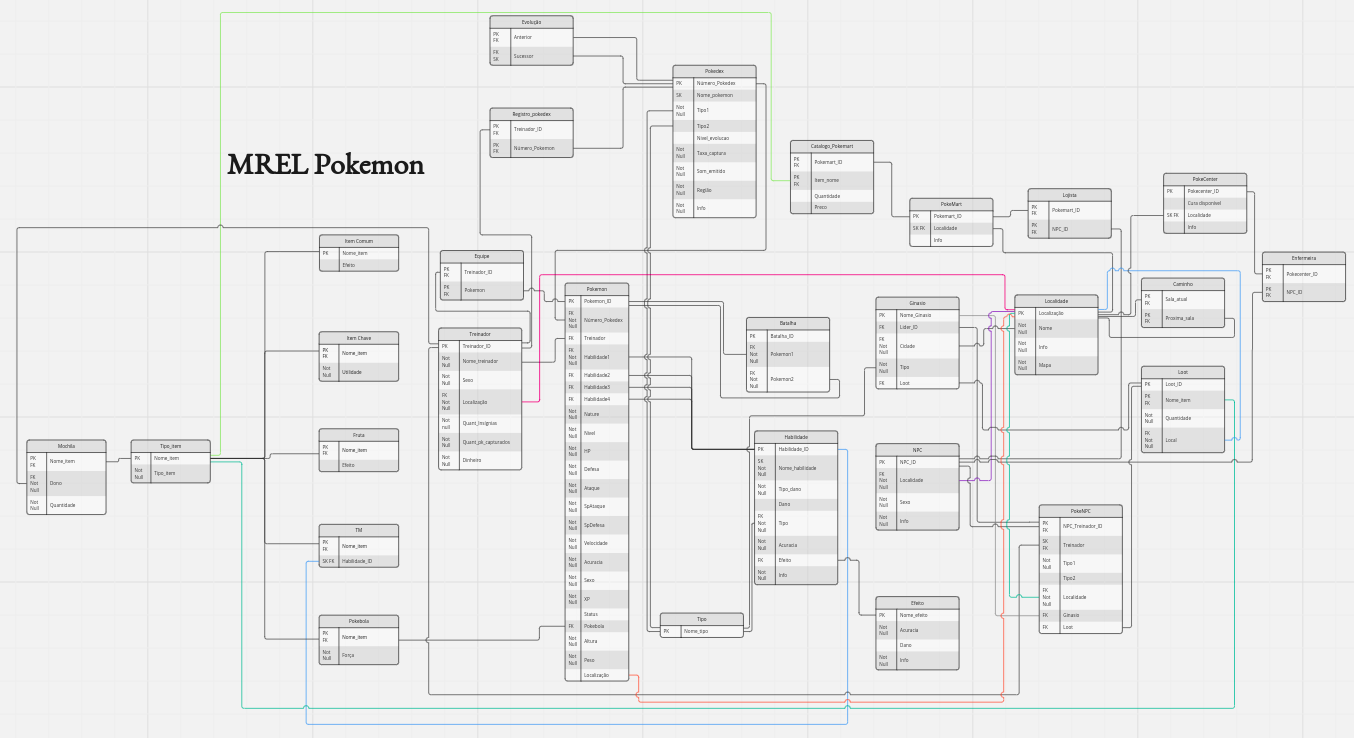 MREL Pokemon
Evolução
PK FK Anterior
FK SK Sucessor
Registro_pokedex
PK FK Treinador_ID
PK FK Número_Pokemon
Pokedex
PK Número_Pokedex
SK Nome_pokemon
Not Null Tipo1
Tipo2
Nivel_evolucao
Not Null Taxa_captura
Not Null Som_emitido
Not Null Região
Not Null Info
Catalogo_Pokemart
PK FK Pokemart_ID
PK FK Item_nome
Quantidade
Preco
PokeMart
PK Pokemart_ID
SK FK Localidade
Info
Lojista
PK FK Pokemart_ID
PK FK NPC_ID
PokeCenter
PK Pokecenter_ID
Cura disponível
SK FK Localidade
Info
Enfermeira
PK FK Pokecenter_ID
PK FK NPC_ID
Item Comum
PK Nome_item
Efeito
Item Chave
PK FK Nome_item
Not Null Utilidade
Fruta
PK FK Nome_item
Efeito
TM
PK FK Nome_item
SK FK Habilidade_ID
Pokebola
PK FK Nome_item
Not Null Força
Mochila
PK FK Nome_item
FK Not Null Dono
Not Null Quantidade
Tipo_item
PK Nome_item
Not Null Tipo_item
Equipe
PK FK Treinador_ID
PK FK Pokemon
Treinador
PK Treinador_ID
Not Null Nome_treinador
Not Null Sexo
FK Not Null Localização
Not null Quant_insignias
Not Null Quant_pk_capturados
Not Null Dinheiro
Pokemon
PK Pokemon_ID
FK Not Null Número_Pokedex
FK Treinador
FK Not Null Habilidade1
FK Habilidade2
FK Habilidade3
FK Habilidade4
Not Null Nature
Not Null Nivel
Not Null HP
Not Null Defesa
Not Null Ataque
Not Null SpAtaque
Not Null SpDefesa
Not Null Velocidade
Not Null Acurasia
Not Null Sexo
Not Null XP
Status
FK Pokebola
Not Null Altura
Not Null Peso
Localização
Batalha
PK FK Batalha_ID
FK Not Null Pokemon1
FK Not Null Pokemon2
Habilidade
PK Habilidade_ID
SK Not Null Nome_habilidade
Not Null Tipo_dano
Dano
FK Not Null Tipo
Not Null Acuracia
FK Efeito
Not Null Info
Tipo
PK Nome_tipo
Ginasio
PK Nome_Ginasio
FK Lider_ID
FK Not Null Cidade
Not Null Tipo
FK Loot
NPC
PK NPC_ID
FK Not Null Localidade
Not Null Sexo
Not Null Info
Efeito
PK Nome_efeito
Not Null Acuracia
Dano
Not Null Info
Localidade
PK Localização
Not Null Nome
Not Null Info
Not Null Mapa
Caminho
PK FK Sala_atual
PK FK Proxima_sala
Loot
PK Loot_ID
PK FK Nome_item
Not Null Quantidade
FK Not Null Local
PokeNPC
PK FK NPC_Treinador_ID
SK FK Treinador
Not Null Tipo1
Tipo2
FK Not Null Localidade
FK Ginasio
FK Loot